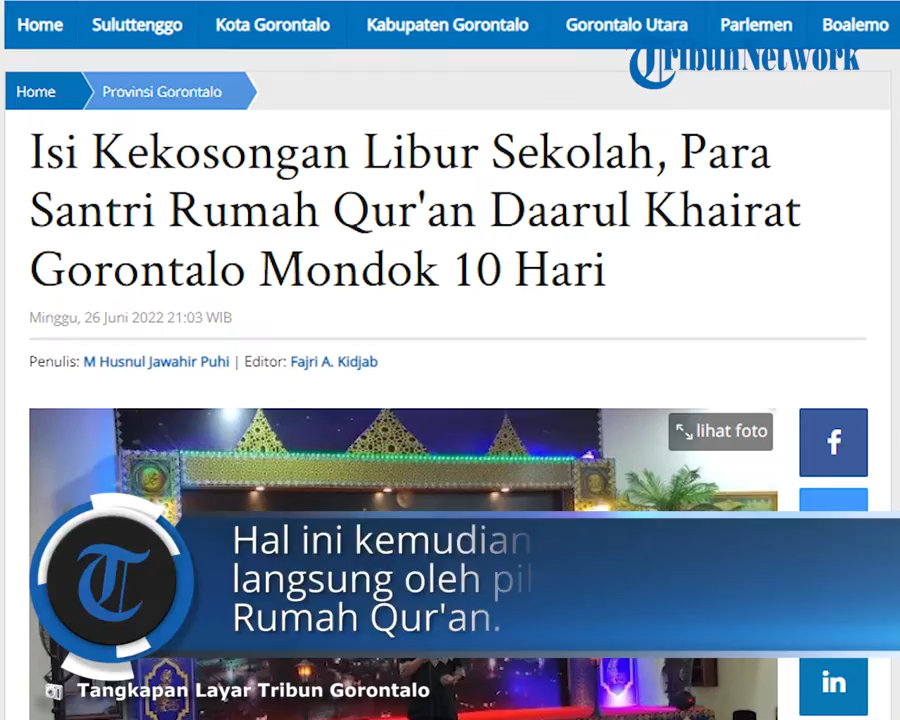 Home Suluttenggo Kota Gorontalo Kabupaten Gorontalo Gorontalo Utara Parlemen Boalemo
TribunNetwork
Home Provinsi Gorontalo
Isi Kekosongan Libur Sekolah, Para
Santri Rumah Qur'an Daarul Khairat
Gorontalo Mondok 10 Hari
Minggu, 26 Juni 2022 21:03 WIB
Penulis: M Husnul Jawahir Puhi | Editor: Fajri A. Kidjab
lihat foto
f
Hal ini kemudian
langsung oleh
Rumah Qur'an.
T
in
Tangkapan Layar Tribun Gorontalo